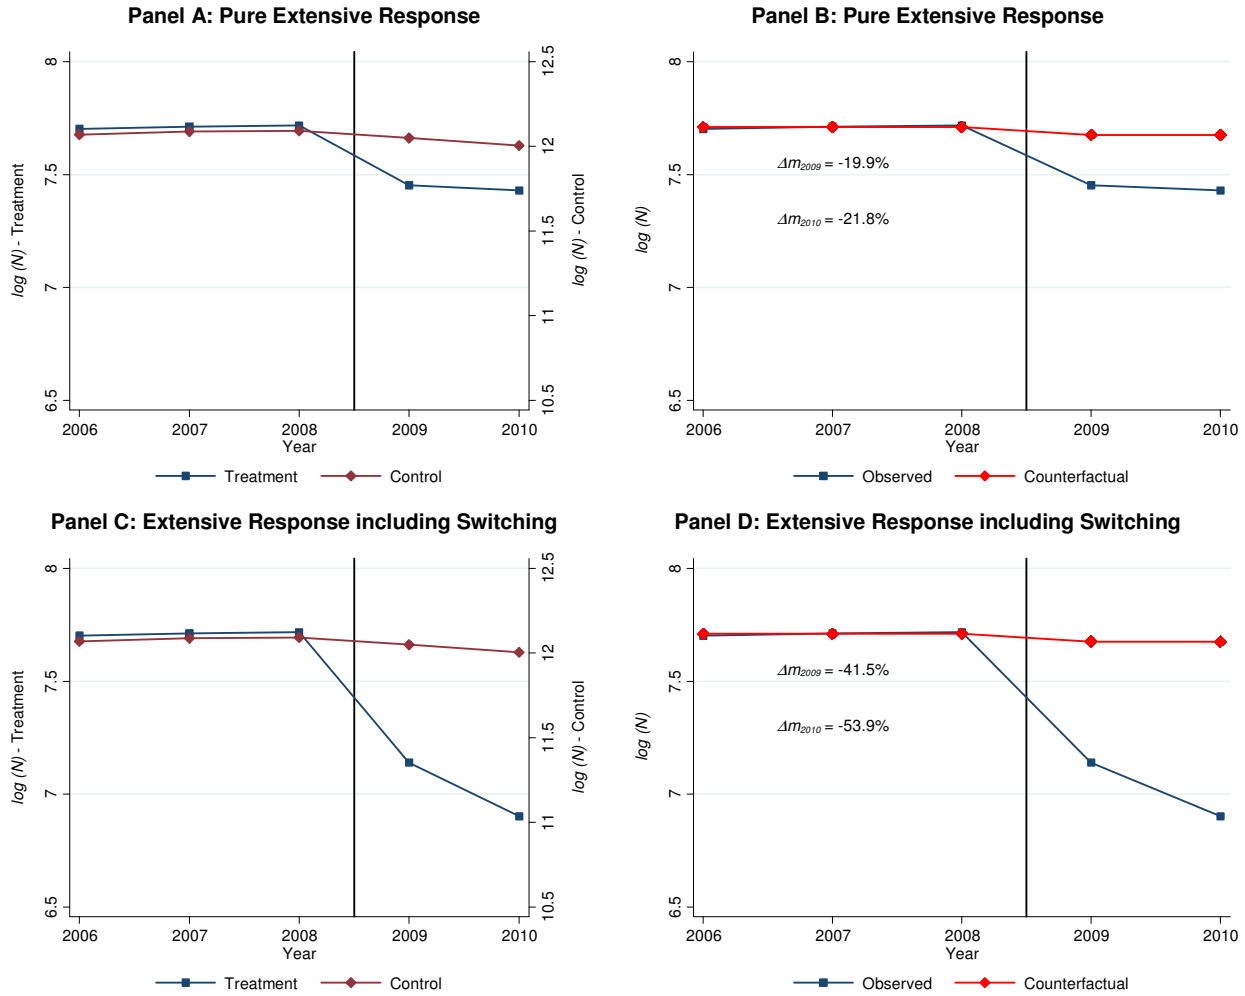 Panel A: Pure Extensive Response
log (N) - Treatment
8
7.5
7
6.5
12.5
12
11.5
11
10.5
log (N) - Control
2006 2007 2008 2009 2010
Year
Treatment Control
Panel B: Pure Extensive Response
log (N)
8
7.5
7
6.5
Δm2009 = -19.9%
Δm2010 = -21.8%
2006 2007 2008 2009 2010
Year
Observed Counterfactual
Panel C: Extensive Response including Switching
log (N) - Treatment
8
7.5
7
6.5
12.5
12
11.5
11
10.5
log (N) - Control
2006 2007 2008 2009 2010
Year
Treatment Control
Panel D: Extensive Response including Switching
log (N)
8
7.5
7
6.5
Δm2009 = -41.5%
Δm2010 = -53.9%
2006 2007 2008 2009 2010
Year
Observed Counterfactual